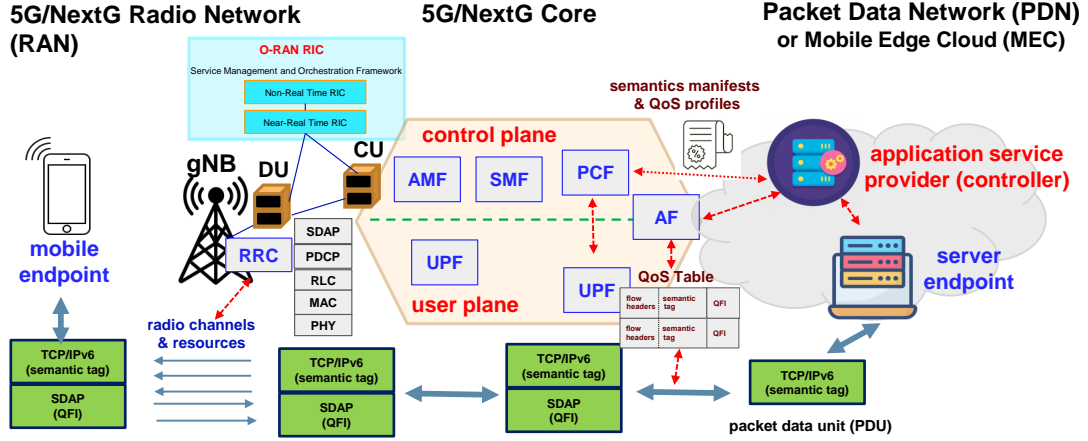 5G/NextG Radio Network
(RAN)
5G/NextG Core
Packet Data Network (PDN)
or Mobile Edge Cloud (MEC)
O-RAN RIC
Service Management and Orchestration Framework
Non-Real Time RIC
Near-Real Time RIC
semantics manifests
& QoS profiles
control plane
CU
DU
gNB
AMF
SMF
PCF
AF
application service
provider (controller)
mobile
endpoint
RRC
SDAP
PDCP
RLC
MAC
PHY
UPF
user plane
UPF
QoS Table
flow
headers
semantic
tag
QFI
flow
headers
semantic
tag
QFI
server
endpoint
radio channels
& resources
TCP/IPv6
(semantic tag)
SDAP
(QFI)
TCP/IPv6
(semantic tag)
SDAP
(QFI)
TCP/IPv6
(semantic tag)
SDAP
(QFI)
TCP/IPv6
(semantic tag)
packet data unit (PDU)